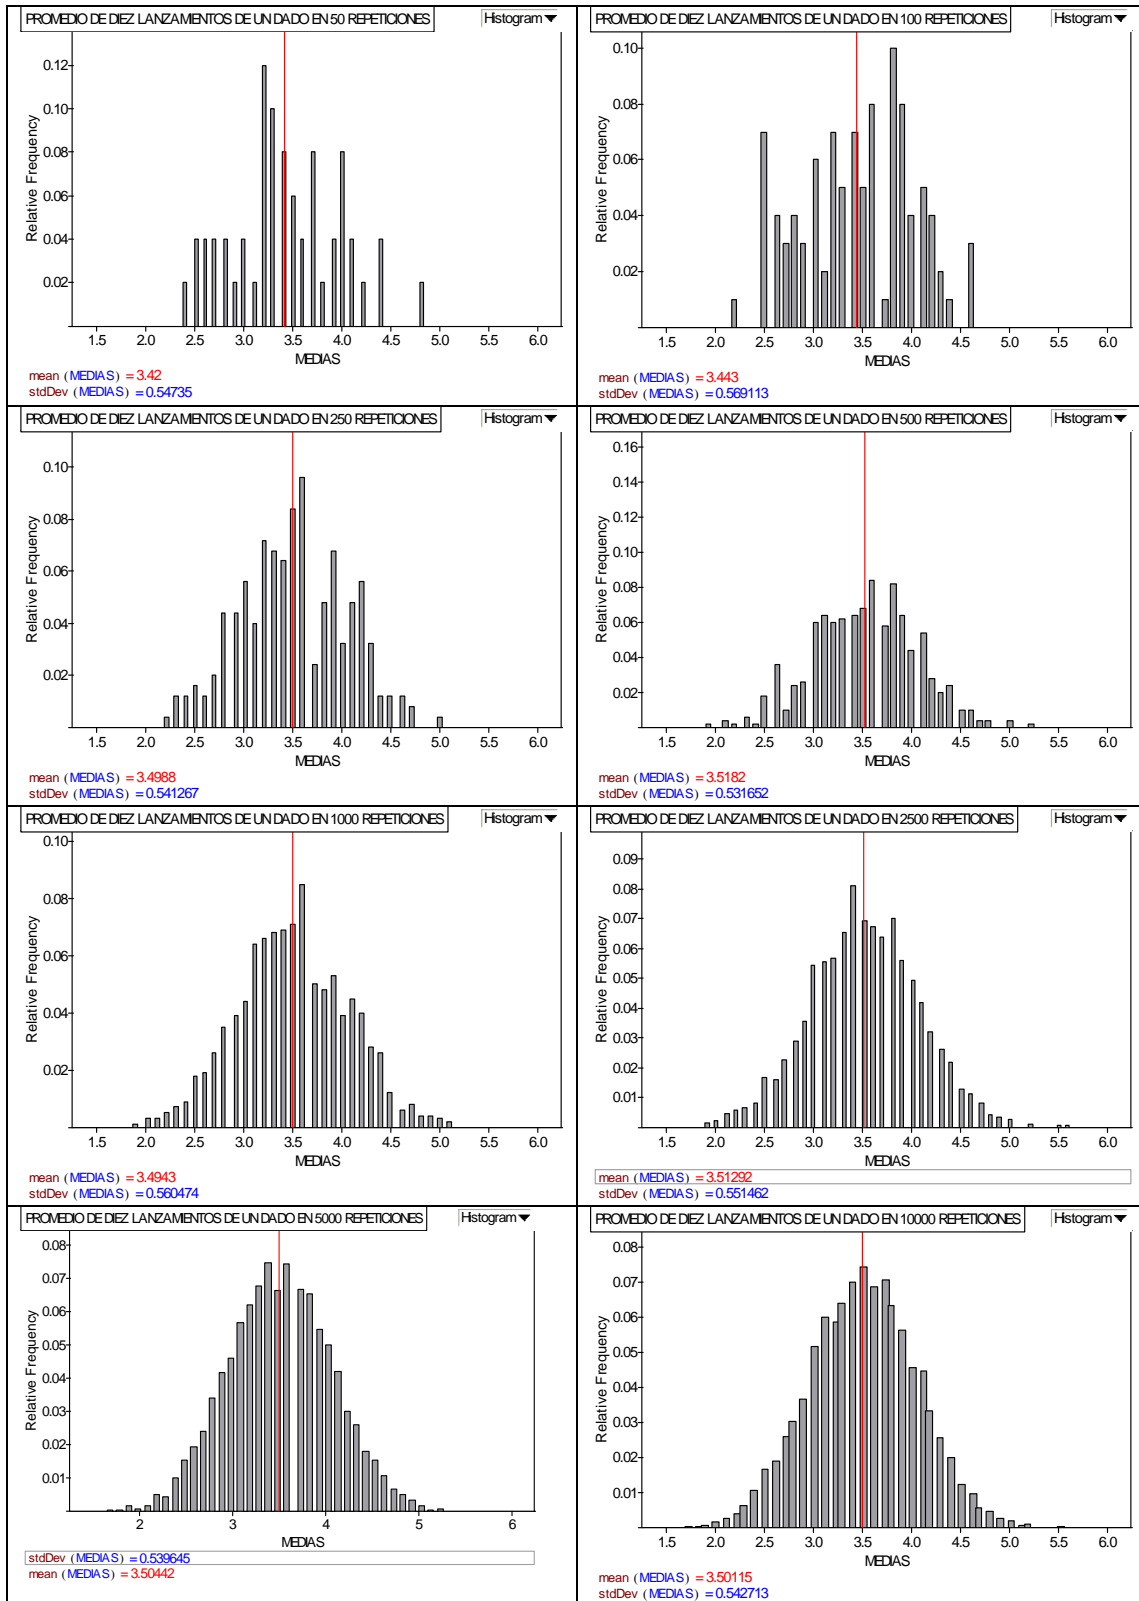 PROMEDIO DE DIEZ LANZAMIENTOS DE UN DADO EN 50 REPETICIONES
Histogram
Relative Frequency
0.12
0.10
0.08
0.06
0.04
0.02
1.5 2.0 2.5 3.0 3.5 4.0 4.5 5.0 5.5 6.0
MEDIAS
mean (MEDIAS) = 3.42
stdDev (MEDIAS) = 0.54735
PROMEDIO DE DIEZ LANZAMIENTOS DE UN DADO EN 100 REPETICIONES
Histogram
Relative Frequency
0.10
0.08
0.06
0.04
0.02
1.5 2.0 2.5 3.0 3.5 4.0 4.5 5.0 5.5 6.0
MEDIAS
mean (MEDIAS) = 3.443
stdDev (MEDIAS) = 0.569113
PROMEDIO DE DIEZ LANZAMIENTOS DE UN DADO EN 250 REPETICIONES
Histogram
Relative Frequency
0.10
0.08
0.06
0.04
0.02
1.5 2.0 2.5 3.0 3.5 4.0 4.5 5.0 5.5 6.0
MEDIAS
mean (MEDIAS) = 3.4988
stdDev (MEDIAS) = 0.541267
PROMEDIO DE DIEZ LANZAMIENTOS DE UN DADO EN 500 REPETICIONES
Histogram
Relative Frequency
0.16
0.14
0.12
0.10
0.08
0.06
0.04
0.02
1.5 2.0 2.5 3.0 3.5 4.0 4.5 5.0 5.5 6.0
MEDIAS
mean (MEDIAS) = 3.5182
stdDev (MEDIAS) = 0.531652
PROMEDIO DE DIEZ LANZAMIENTOS DE UN DADO EN 1000 REPETICIONES
Histogram
Relative Frequency
0.10
0.08
0.06
0.04
0.02
1.5 2.0 2.5 3.0 3.5 4.0 4.5 5.0 5.5 6.0
MEDIAS
mean (MEDIAS) = 3.4943
stdDev (MEDIAS) = 0.560474
PROMEDIO DE DIEZ LANZAMIENTOS DE UN DADO EN 2500 REPETICIONES
Histogram
Relative Frequency
0.09
0.08
0.07
0.06
0.05
0.04
0.03
0.02
0.01
1.5 2.0 2.5 3.0 3.5 4.0 4.5 5.0 5.5 6.0
MEDIAS
mean (MEDIAS) = 3.51292
stdDev (MEDIAS) = 0.551462
PROMEDIO DE DIEZ LANZAMIENTOS DE UN DADO EN 5000 REPETICIONES
Histogram
Relative Frequency
0.08
0.07
0.06
0.05
0.04
0.03
0.02
0.01
2 3 4 5 6
MEDIAS
stdDev (MEDIAS) = 0.539645
mean (MEDIAS) = 3.50442
PROMEDIO DE DIEZ LANZAMIENTOS DE UN DADO EN 10000 REPETICIONES
Histogram
Relative Frequency
0.08
0.07
0.06
0.05
0.04
0.03
0.02
0.01
1.5 2.0 2.5 3.0 3.5 4.0 4.5 5.0 5.5 6.0
MEDIAS
mean (MEDIAS) = 3.50115
stdDev (MEDIAS) = 0.542713